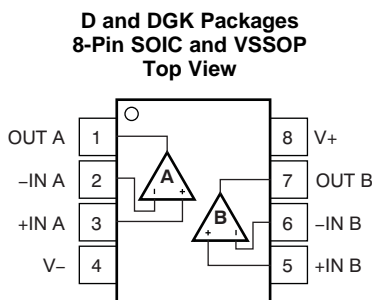 D and DGK Packages
8-Pin SOIC and VSSOP
Top View
OUT A 1
−IN A 2
+IN A 3
V− 4
8 V+
7 OUT B
6 −IN B
5 +IN B
A
- +
B
+ -